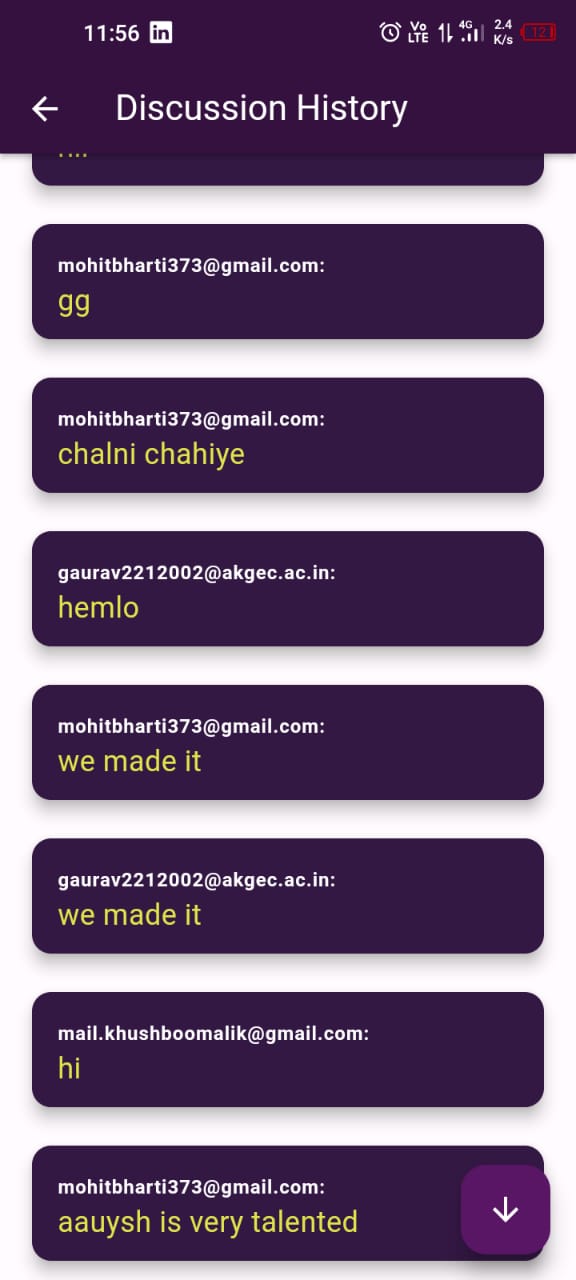 11:56 in Vo LTE 4G 2.4 K/s 12
Discussion History
mohitbharti373@gmail.com:
gg
mohitbharti373@gmail.com:
chalni chahiye
gaurav2212002@akgec.ac.in:
hemlo
mohitbharti373@gmail.com:
we made it
gaurav2212002@akgec.ac.in:
we made it
mail.khushboomalik@gmail.com:
hi
mohitbharti373@gmail.com:
aauysh is very talented